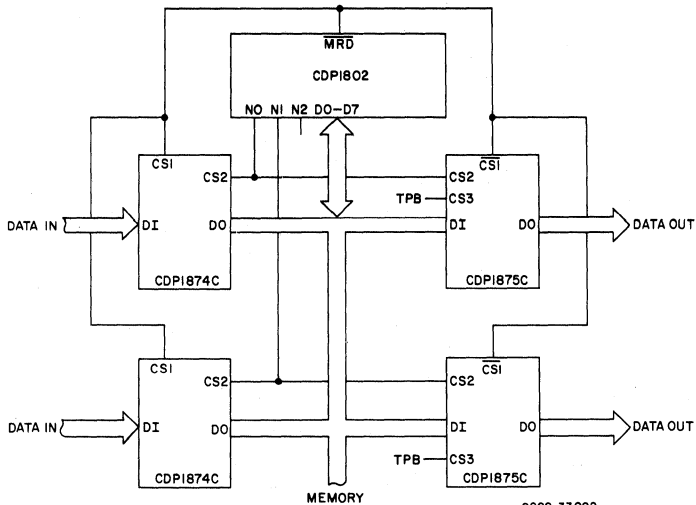 MRD
CDP1802
N0 N1 N2 D0-D7
CS1
CS2
DATA IN
DI
DO
CDP1874C
CS1
CS2
TPB
CS3
DI
DO
DATA OUT
CDP1875C
CS1
CS2
DATA IN
DI
DO
CDP1874C
CS1
CS2
DI
DO
DATA OUT
TPB
CS3
CDP1875C
MEMORY